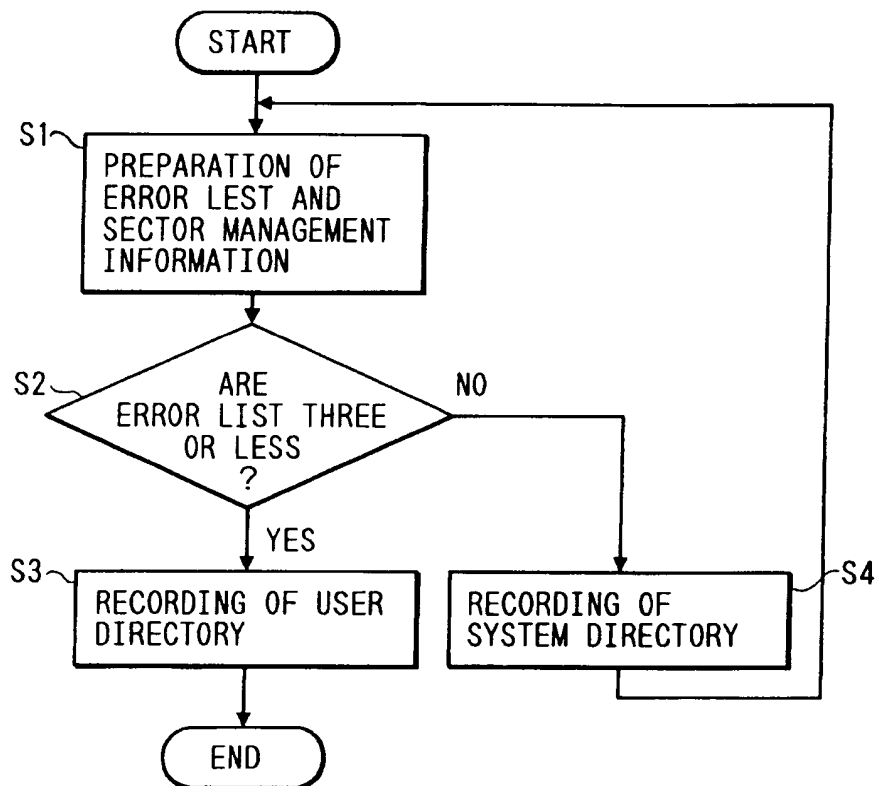 START
S1
PREPARATION OF
ERROR LEST AND
SECTOR MANAGEMENT
INFORMATION
S2
ARE
ERROR LIST THREE
OR LESS
?
NO
YES
S3
RECORDING OF USER
DIRECTORY
RECORDING OF
SYSTEM DIRECTORY
S4
END